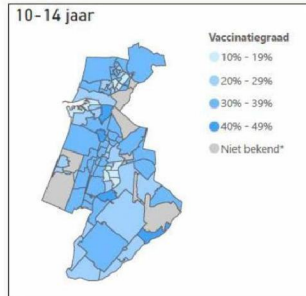 10-14 jaar
Vaccinatiegraad
10% - 19%
20% - 29%
30% - 39%
40% - 49%
Niet bekend*